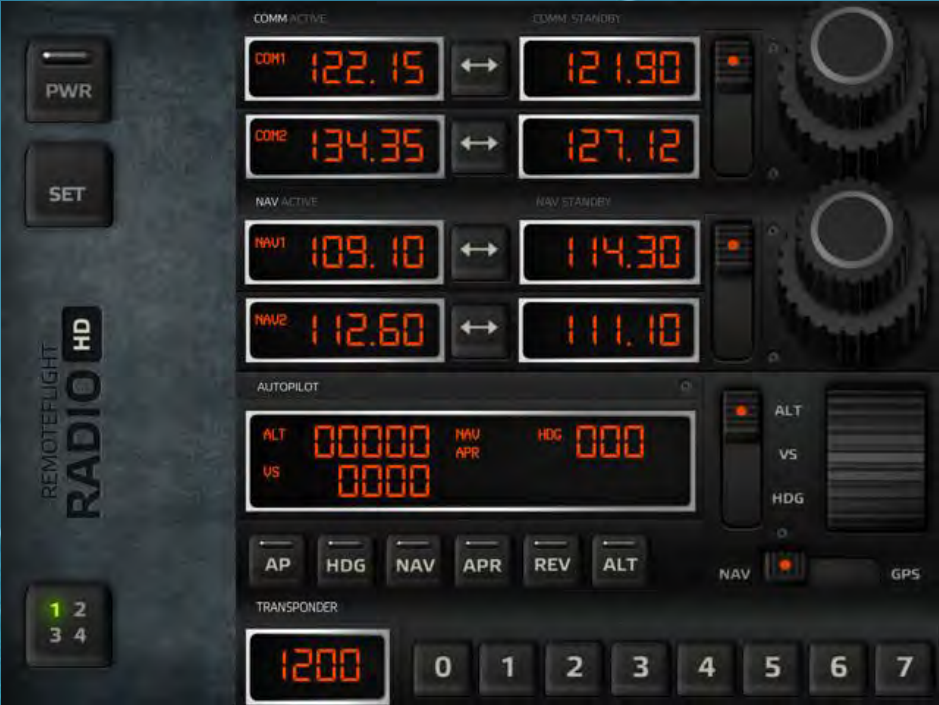 COMM ACTIVE
COMM STANDBY
PWR
COM1 122.15
121.90
COM2 134.35
127.12
SET
NAV ACTIVE
NAV STANDBY
NAV1 109.10
114.30
NAV2 112.60
111.10
REMOTEFLIGHT
RADIO HD
AUTOPILOT
ALT 00000 NAV HDG 000
APR
VS 0000
ALT
VS
HDG
AP HDG NAV APR REV ALT
NAV GPS
1 2
3 4
TRANSPONDER
1200
0 1 2 3 4 5 6 7